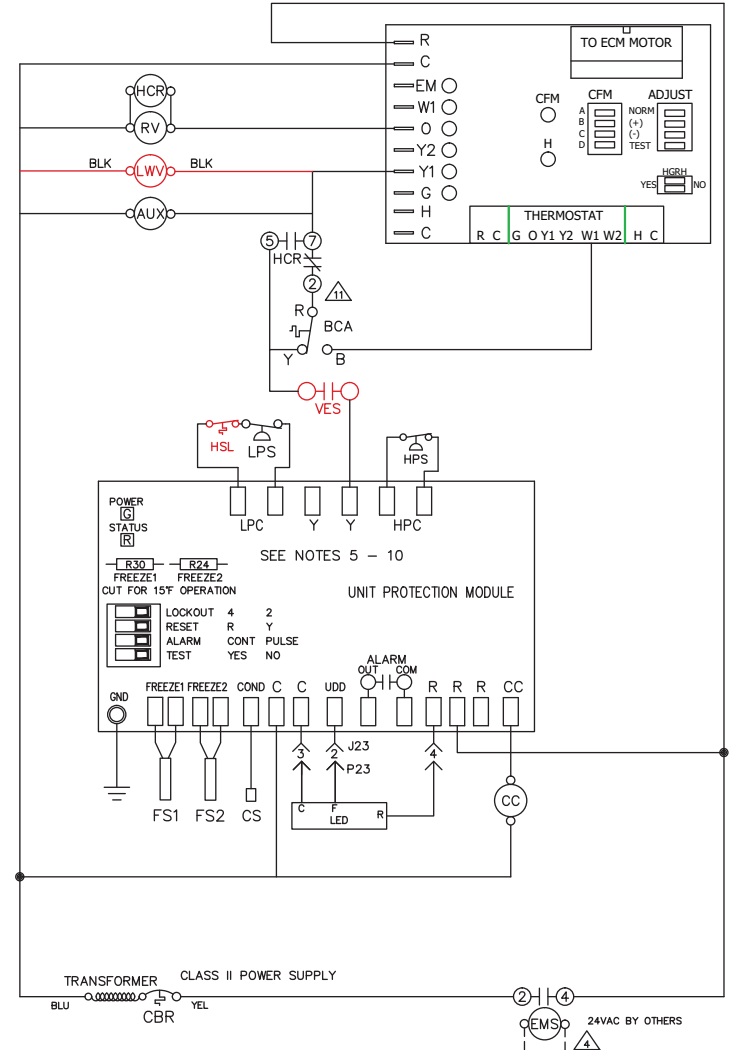 R
C
EM
W1
O
Y2
Y1
G
H
C
TO ECM MOTOR
CFM
H
CFM
A
B
C
D
ADJUST
NORM
(+)
(-)
TEST
HGRH
YES
NO
THERMOSTAT
R C G O Y1 Y2 W1 W2 H C
HCR
RV
BLK
LWV
BLK
AUX
5
7
HCR
2
11
R
BCA
Y
B
VES
HSL
LPS
HPS
LPC
Y
Y
HPC
POWER
G
STATUS
R
SEE NOTES 5 – 10
R30
R24
FREEZE1
FREEZE2
CUT FOR 15°F OPERATION
UNIT PROTECTION MODULE
LOCKOUT 4 2
RESET R Y
ALARM CONT PULSE
TEST YES NO
ALARM
OUT
COM
GND
FREEZE1
FREEZE2
COND
C
C
UDD
R
R
R
CC
3
2
J23
4
P23
C
F
R
LED
FS1
FS2
CS
CC
TRANSFORMER
CLASS II POWER SUPPLY
BLU
YEL
CBR
2
4
EMS
24VAC BY OTHERS
4